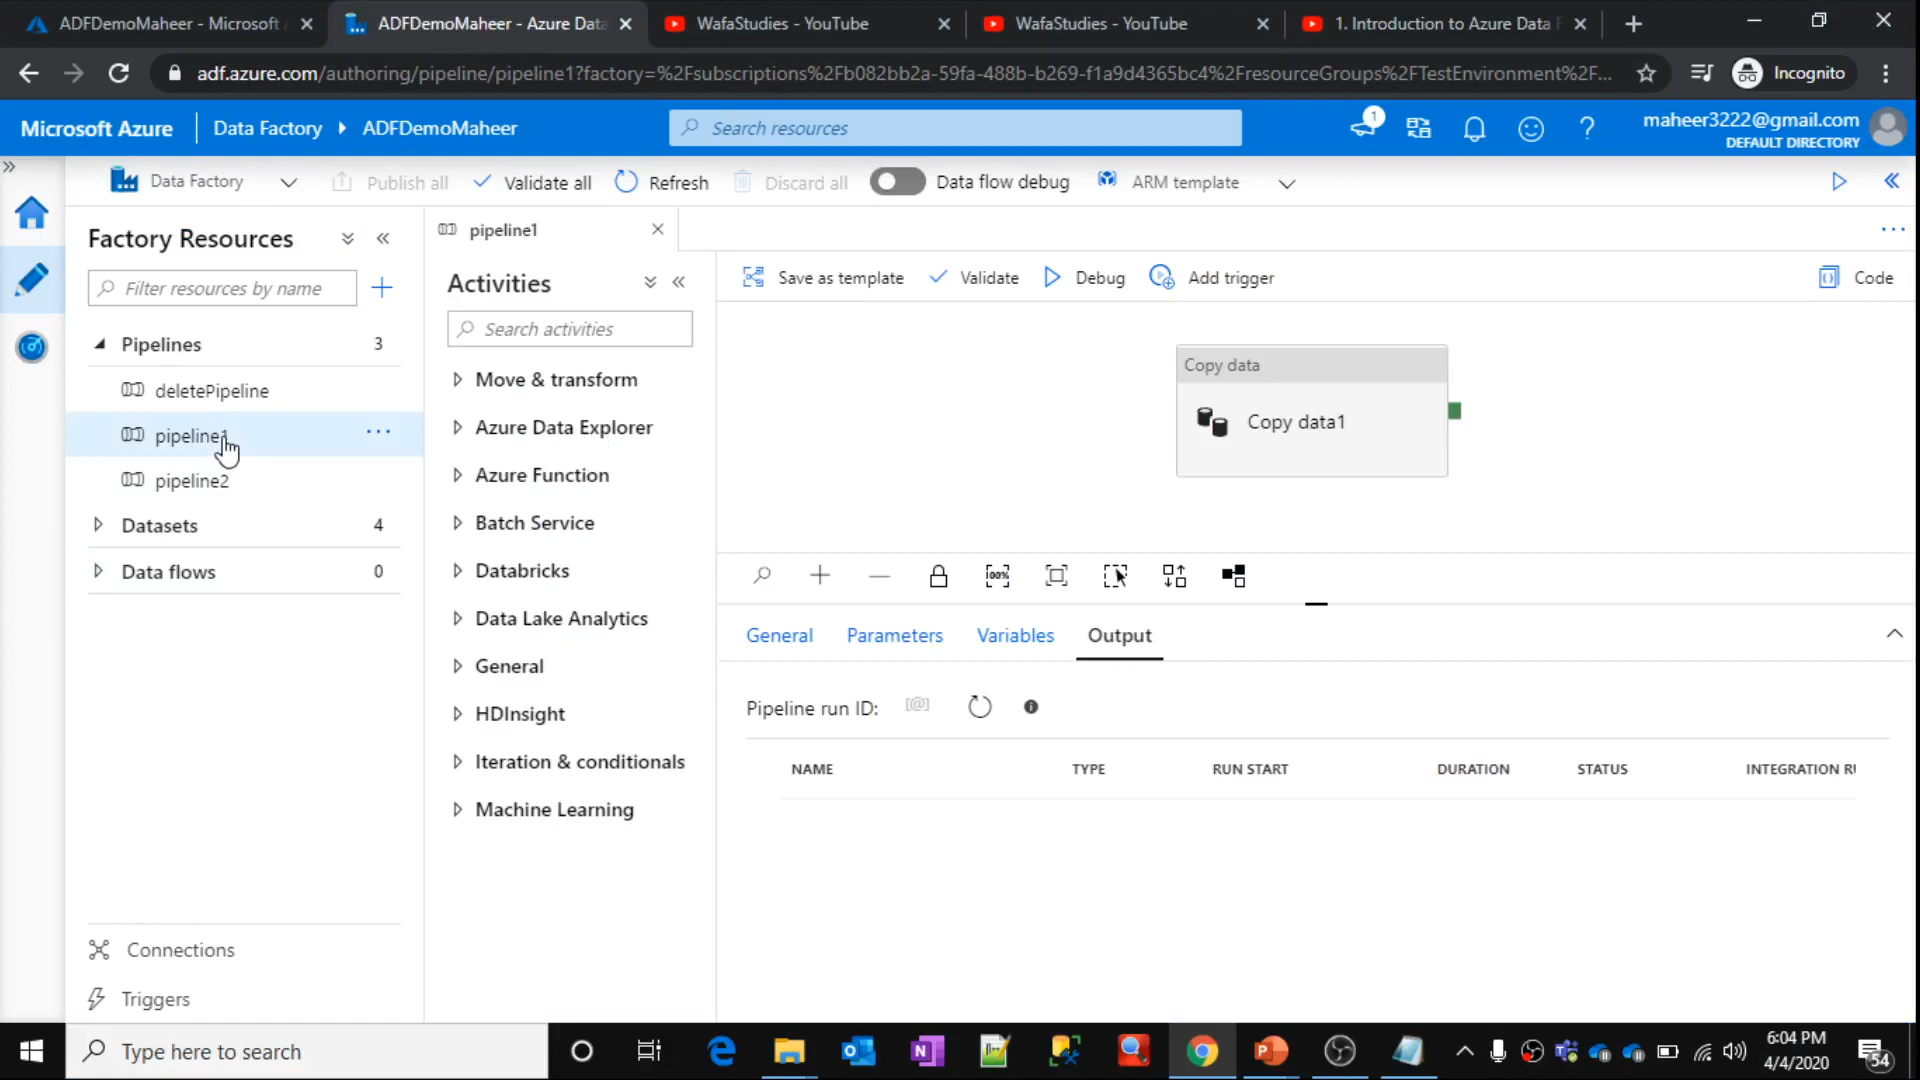 ADFDemoMaheer - Microsoft A
ADFDemoMaheer - Azure Data
WafaStudies - YouTube
WafaStudies - YouTube
1. Introduction to Azure Data F
adf.azure.com/authoring/pipeline/pipeline1?factory=%2Fsubscriptions%2Fb082bb2a-59fa-488b-b269-f1a9d4365bc4%2FresourceGroups%2FTestEnvironment%2F...
Incognito
Microsoft Azure
Data Factory
ADFDemoMaheer
Search resources
1
maheer3222@gmail.com
DEFAULT DIRECTORY
Data Factory
Publish all
Validate all
Refresh
Discard all
Data flow debug
ARM template
Factory Resources
Filter resources by name
Pipelines 3
deletePipeline
pipeline1
pipeline2
Datasets 4
Data flows 0
Connections
Triggers
pipeline1
Activities
Search activities
Move & transform
Azure Data Explorer
Azure Function
Batch Service
Databricks
Data Lake Analytics
General
HDInsight
Iteration & conditionals
Machine Learning
Save as template
Validate
Debug
Add trigger
Code
Copy data
Copy data1
100%
General
Parameters
Variables
Output
Pipeline run ID:
[@]
NAME TYPE RUN START DURATION STATUS INTEGRATION RU
Type here to search
6:04 PM
4/4/2020
54